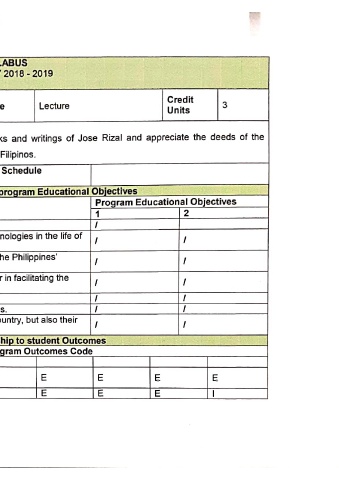 LABUS
2018 - 2019
e Lecture Credit Units 3
ks and writings of Jose Rizal and appreciate the deeds of the
Filipinos.
Schedule
program Educational Objectives
Program Educational Objectives
1 2
/
nologies in the life of / /
he Philippines' / /
r in facilitating the / /
/ /
s. / /
ountry, but also their / /
hip to student Outcomes
gram Outcomes Code
E E E E
E E E I